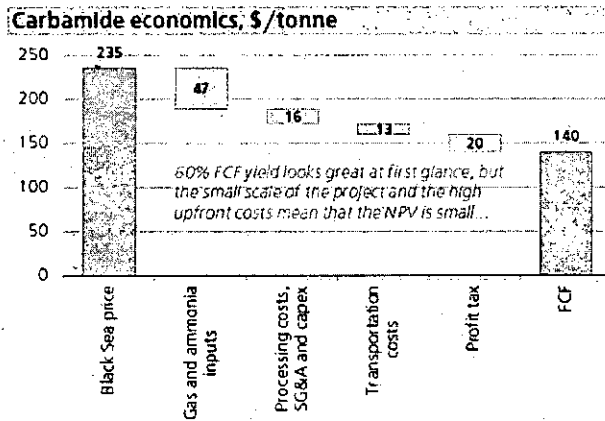 Carbamide economics, $/tonne
250
200
150
100
50
0
235
47
16
13
20
140
60% FCF yield looks great at first glance, but
the small scale of the project and the high
upfront costs mean that the NPV is small...
Black Sea price
Gas and ammonia
inputs
Processing costs,
SG&A and capex
Transportation
costs
Profit tax
FCF